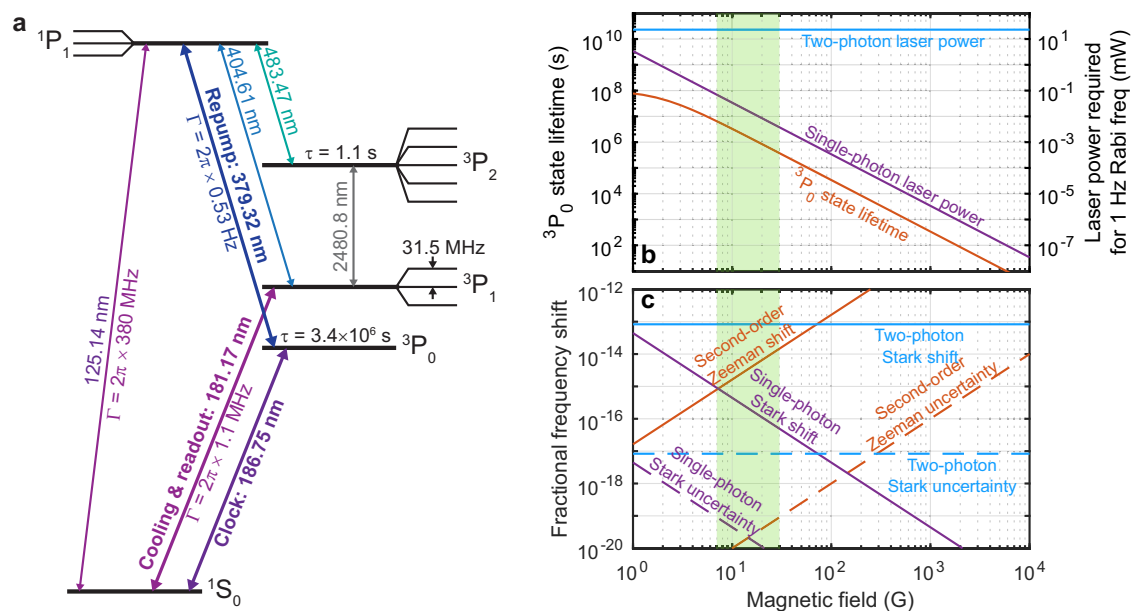 a
¹P₁
125.14 nm
Γ = 2π × 380 MHz
Repump: 379.32 nm
Γ = 2π × 0.53 Hz
404.61 nm
483.47 nm
τ = 1.1 s
³P₂
2480.8 nm
31.5 MHz
³P₁
τ = 3.4×10⁶ s
³P₀
Cooling & readout: 181.17 nm
Γ = 2π × 1.1 MHz
Clock: 186.75 nm
¹S₀
b
³P₀ state lifetime (s)
10¹⁰
10⁸
10⁶
10⁴
10²
Two-photon laser power
Single-photon laser power
³P₀ state lifetime
10¹
10⁻¹
10⁻³
10⁻⁵
10⁻⁷
Laser power required
for 1 Hz Rabi freq (mW)
c
Fractional frequency shift
10⁻¹²
10⁻¹⁴
10⁻¹⁶
10⁻¹⁸
10⁻²⁰
Second-order
Zeeman shift
Two-photon
Stark shift
Single-photon
Stark shift
Second-order
Zeeman uncertainty
Single-photon
Stark uncertainty
Two-photon
Stark uncertainty
10⁰
10¹
10²
10³
10⁴
Magnetic field (G)